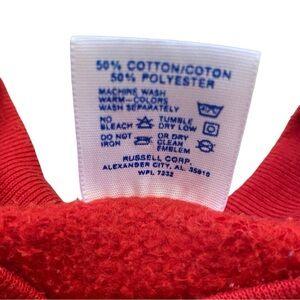 50% COTTON/COTON
50% POLYESTER
MACHINE WASH
WARM-COLORS
WASH SEPARATELY
NO BLEACH TUMBLE DRY LOW
DO NOT IRON OR DRY CLEAN EMBLEM
RUSSELL CORP.
ALEXANDER CITY, AL. 35010
WPL 7232